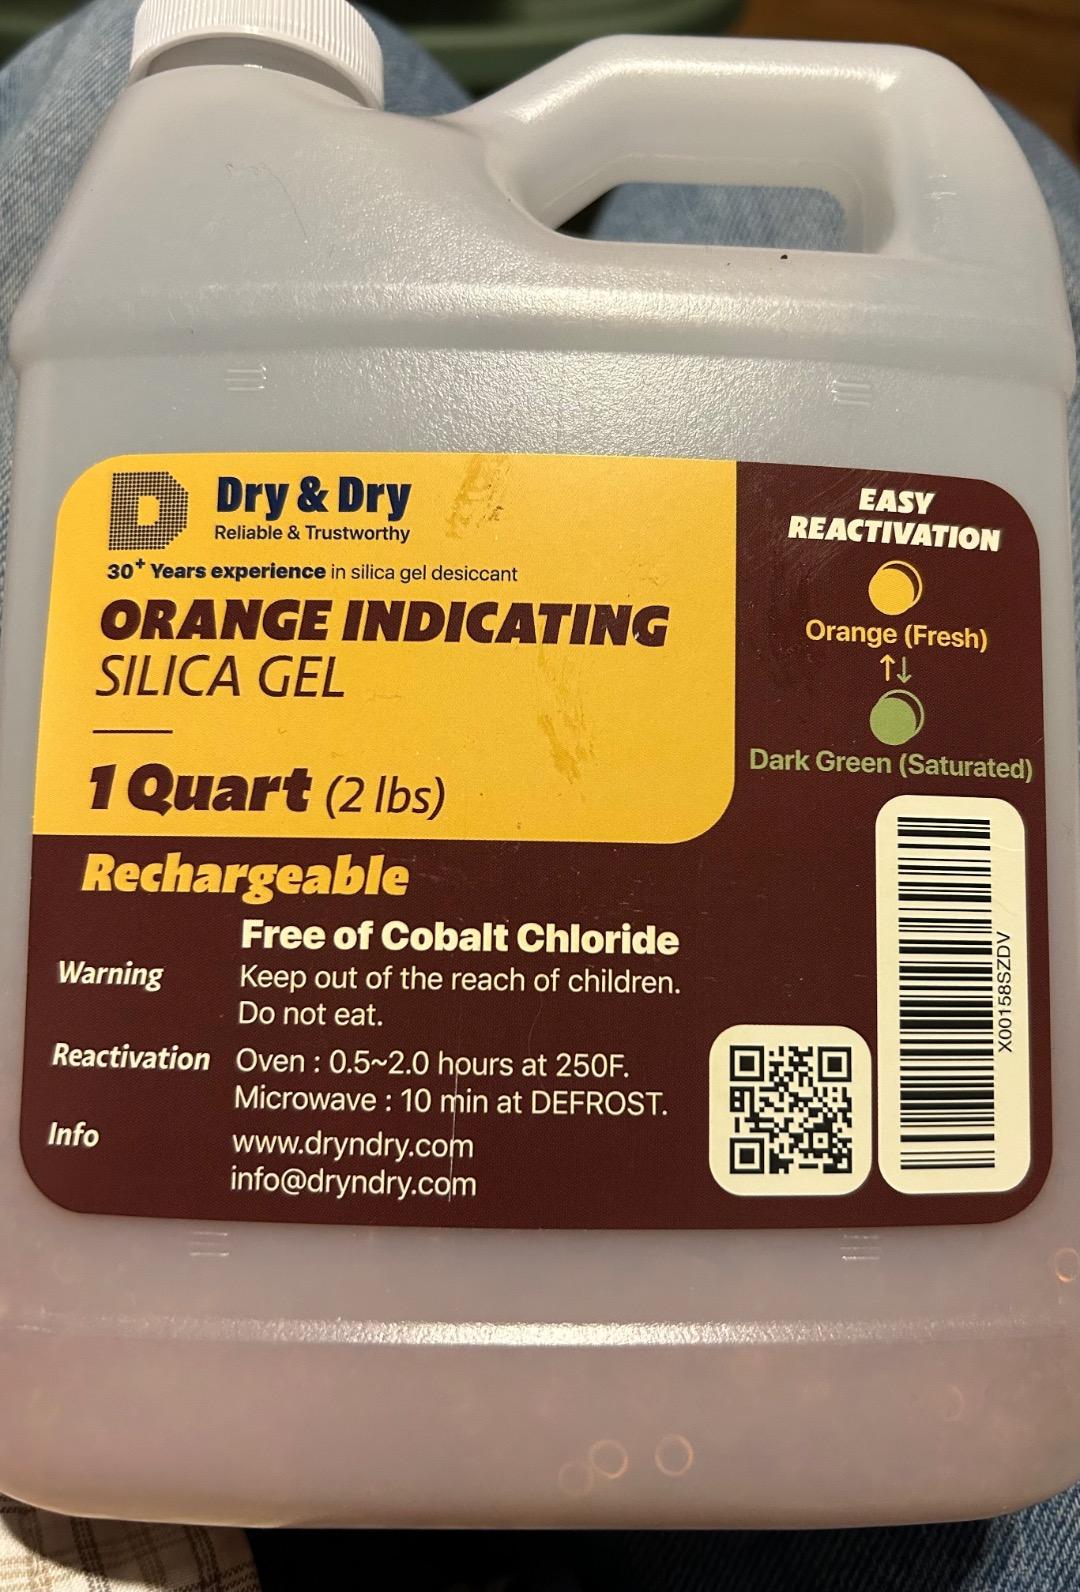 Dry & Dry
Reliable & Trustworthy
30+ Years experience in silica gel desiccant
ORANGE INDICATING
SILICA GEL
1 Quart (2 lbs)
EASY
REACTIVATION
Orange (Fresh)
↑↓
Dark Green (Saturated)
Rechargeable
Free of Cobalt Chloride
Warning Keep out of the reach of children.
Do not eat.
Reactivation Oven : 0.5~2.0 hours at 250F.
Microwave : 10 min at DEFROST.
Info www.dryndry.com
info@dryndry.com
X00158SZDV